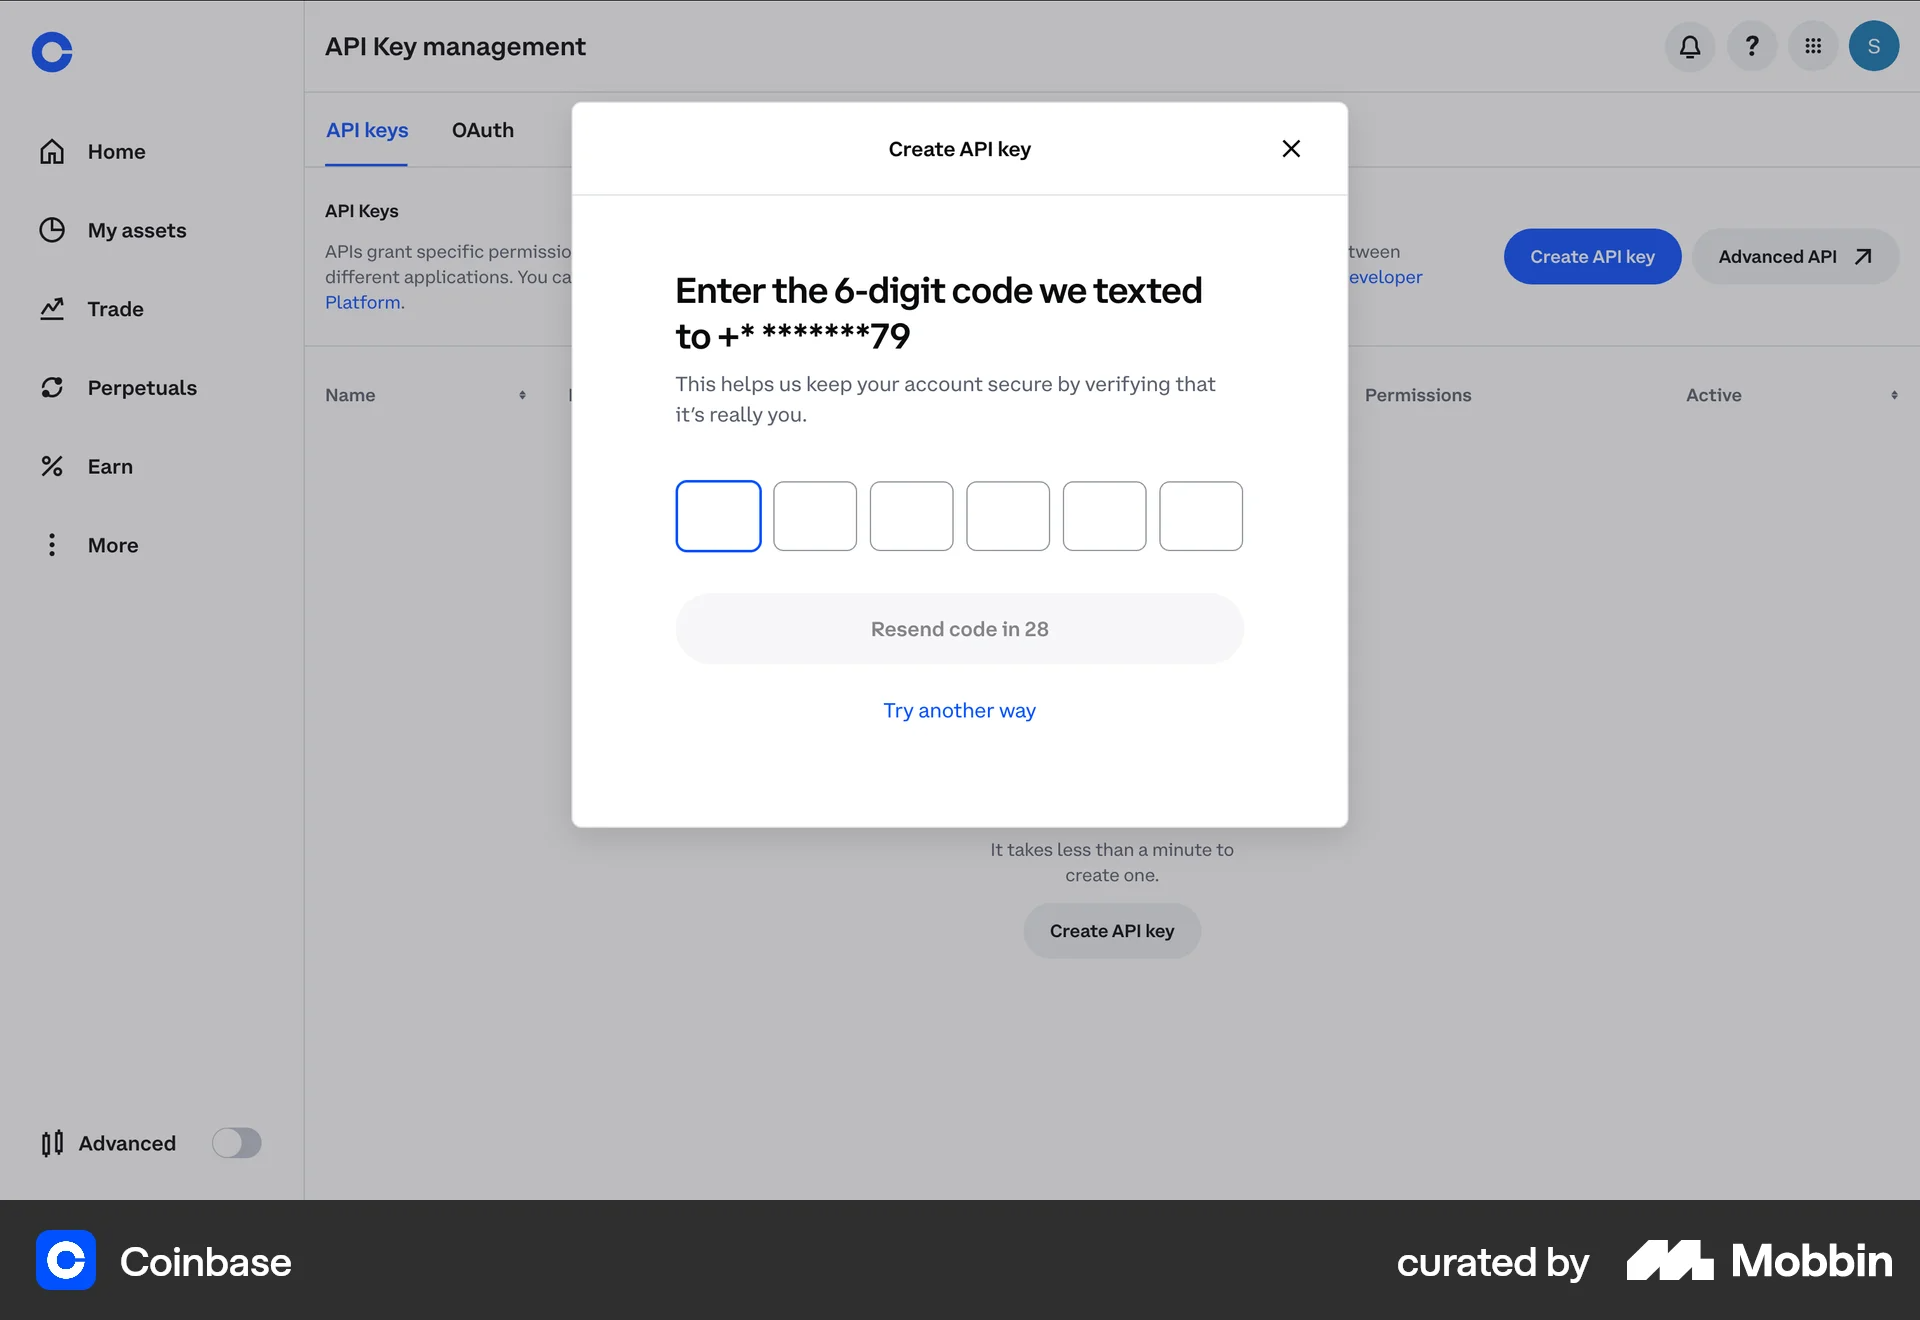 API Key management
?
S
Home
My assets
Trade
Perpetuals
Earn
More
Advanced
API keys
OAuth
API Keys
APIs grant specific
tween
different applications. You
eveloper
Platform.
Create API key
Advanced API
Name
Permissions
Active
Create API key
Enter the 6-digit code we texted
to +* *******79
This helps us keep your account secure by verifying that
it's really you.
Resend code in 28
Try another way
It takes less than a minute to
create one.
Create API key
Coinbase
curated by
Mobbin